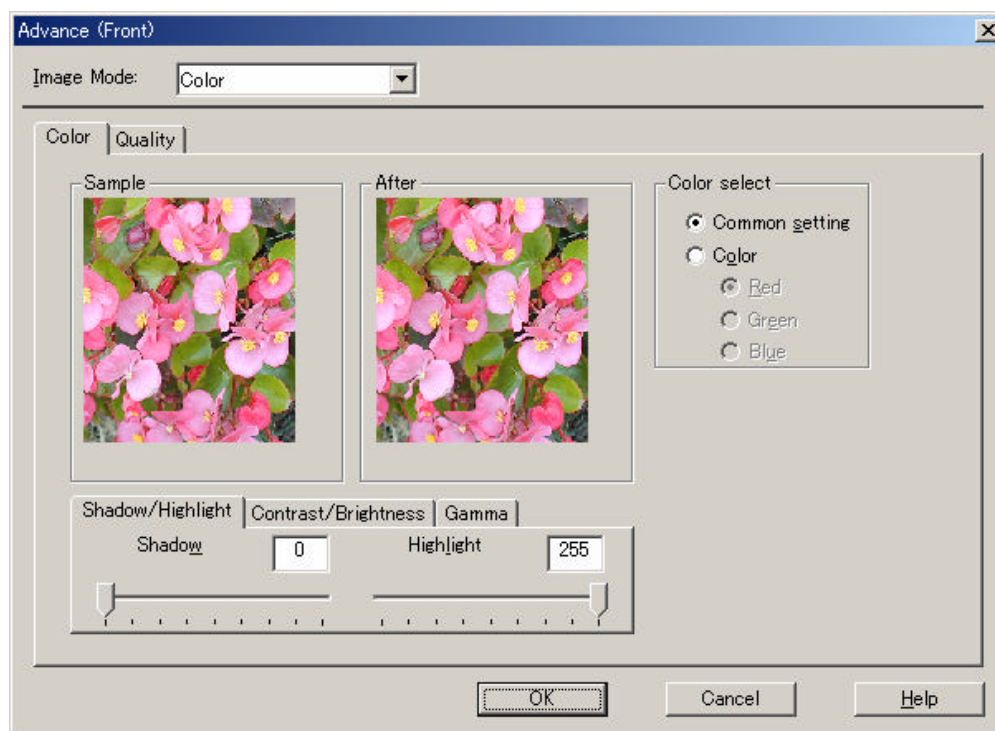 Advance (Front)
Image Mode: Color
Color Quality
Sample
After
Color select
Common setting
Color
Red
Green
Blue
Shadow/Highlight Contrast/Brightness Gamma
Shadow 0 Highlight 255
OK Cancel Help